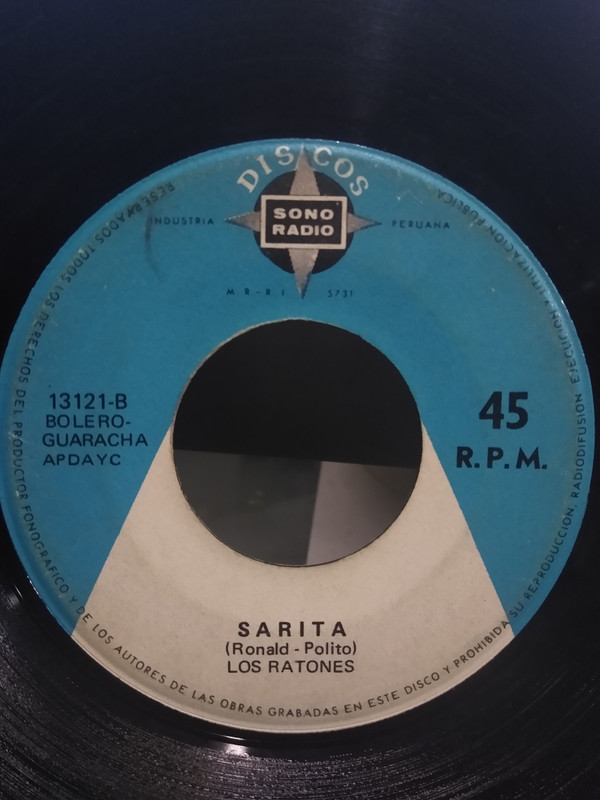 DISCOS
SONO
RADIO
INDUSTRIA
PERUANA
M R - R I 5731
13121-B
BOLERO-
GUARACHA
APDAYC
45
R.P.M.
SARITA
(Ronald - Polito)
LOS RATONES
RESERVADOS TODOS LOS DERECHOS DEL PRODUCTOR FONOGRAFICO Y DE LOS AUTORES DE LAS OBRAS GRABADAS EN ESTE DISCO Y PROHIBIDA SU REPRODUCCION, RADIODIFUSION EJECUCION Y UTILIZACION PUBLICA